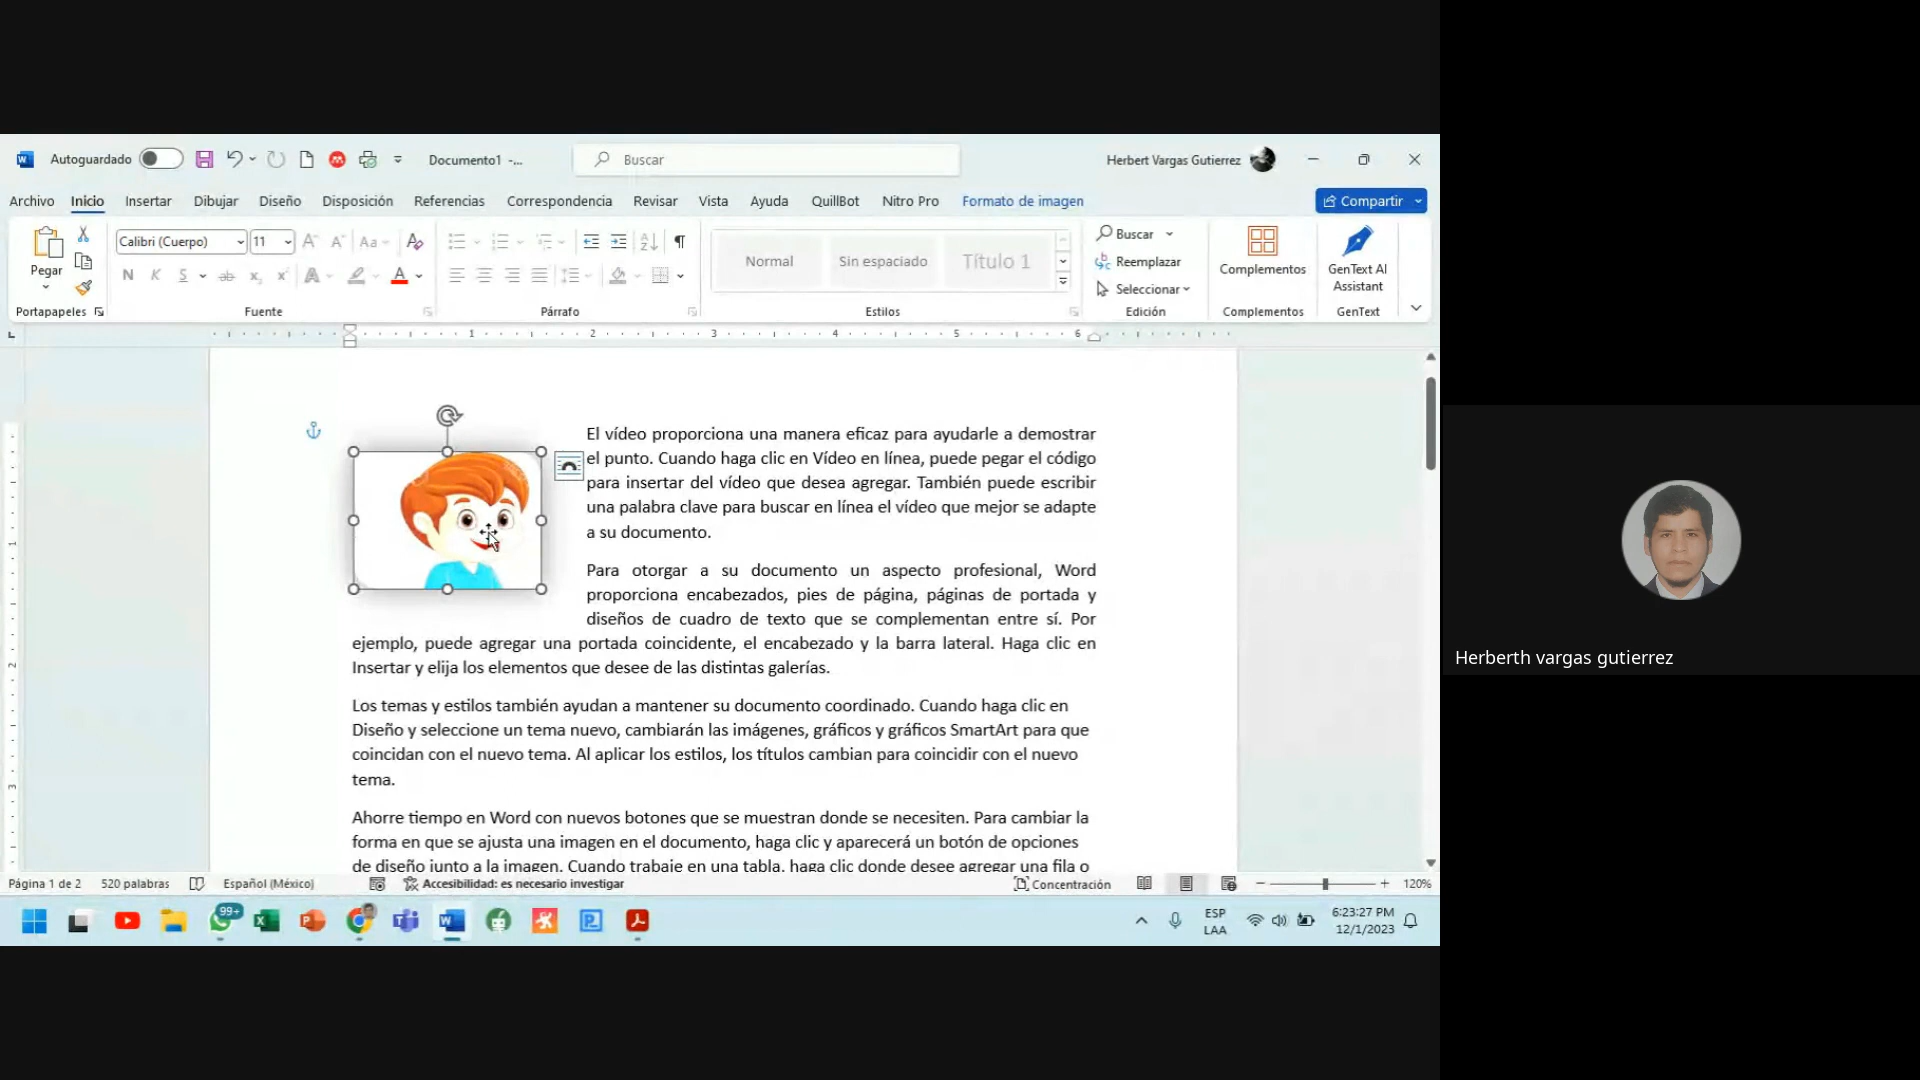 Autoguardado
Documento1 -...
Buscar
Herbert Vargas Gutierrez
Archivo Inicio Insertar Dibujar Diseño Disposición Referencias Correspondencia Revisar Vista Ayuda QuillBot Nitro Pro Formato de imagen Compartir
Pegar
Calibri (Cuerpo) 11
Aa
N K S ab x₂ x² A A
Normal Sin espaciado Título 1
Buscar
Reemplazar
Seleccionar
Complementos
GenText AI
Assistant
Portapapeles Fuente Párrafo Estilos Edición Complementos GenText
1 2 3 4 5 6
El vídeo proporciona una manera eficaz para ayudarle a demostrar
el punto. Cuando haga clic en Vídeo en línea, puede pegar el código
para insertar del vídeo que desea agregar. También puede escribir
una palabra clave para buscar en línea el vídeo que mejor se adapte
a su documento.
Para otorgar a su documento un aspecto profesional, Word
proporciona encabezados, pies de página, páginas de portada y
diseños de cuadro de texto que se complementan entre sí. Por
ejemplo, puede agregar una portada coincidente, el encabezado y la barra lateral. Haga clic en
Insertar y elija los elementos que desee de las distintas galerías.
Los temas y estilos también ayudan a mantener su documento coordinado. Cuando haga clic en
Diseño y seleccione un tema nuevo, cambiarán las imágenes, gráficos y gráficos SmartArt para que
coincidan con el nuevo tema. Al aplicar los estilos, los títulos cambian para coincidir con el nuevo
tema.
Ahorre tiempo en Word con nuevos botones que se muestran donde se necesiten. Para cambiar la
forma en que se ajusta una imagen en el documento, haga clic y aparecerá un botón de opciones
de diseño junto a la imagen. Cuando trabaje en una tabla, haga clic donde desee agregar una fila o
Página 1 de 2 520 palabras Español (México) Accesibilidad: es necesario investigar Concentración 120%
99+
ESP
LAA
6:23:27 PM
12/1/2023
Herberth vargas gutierrez